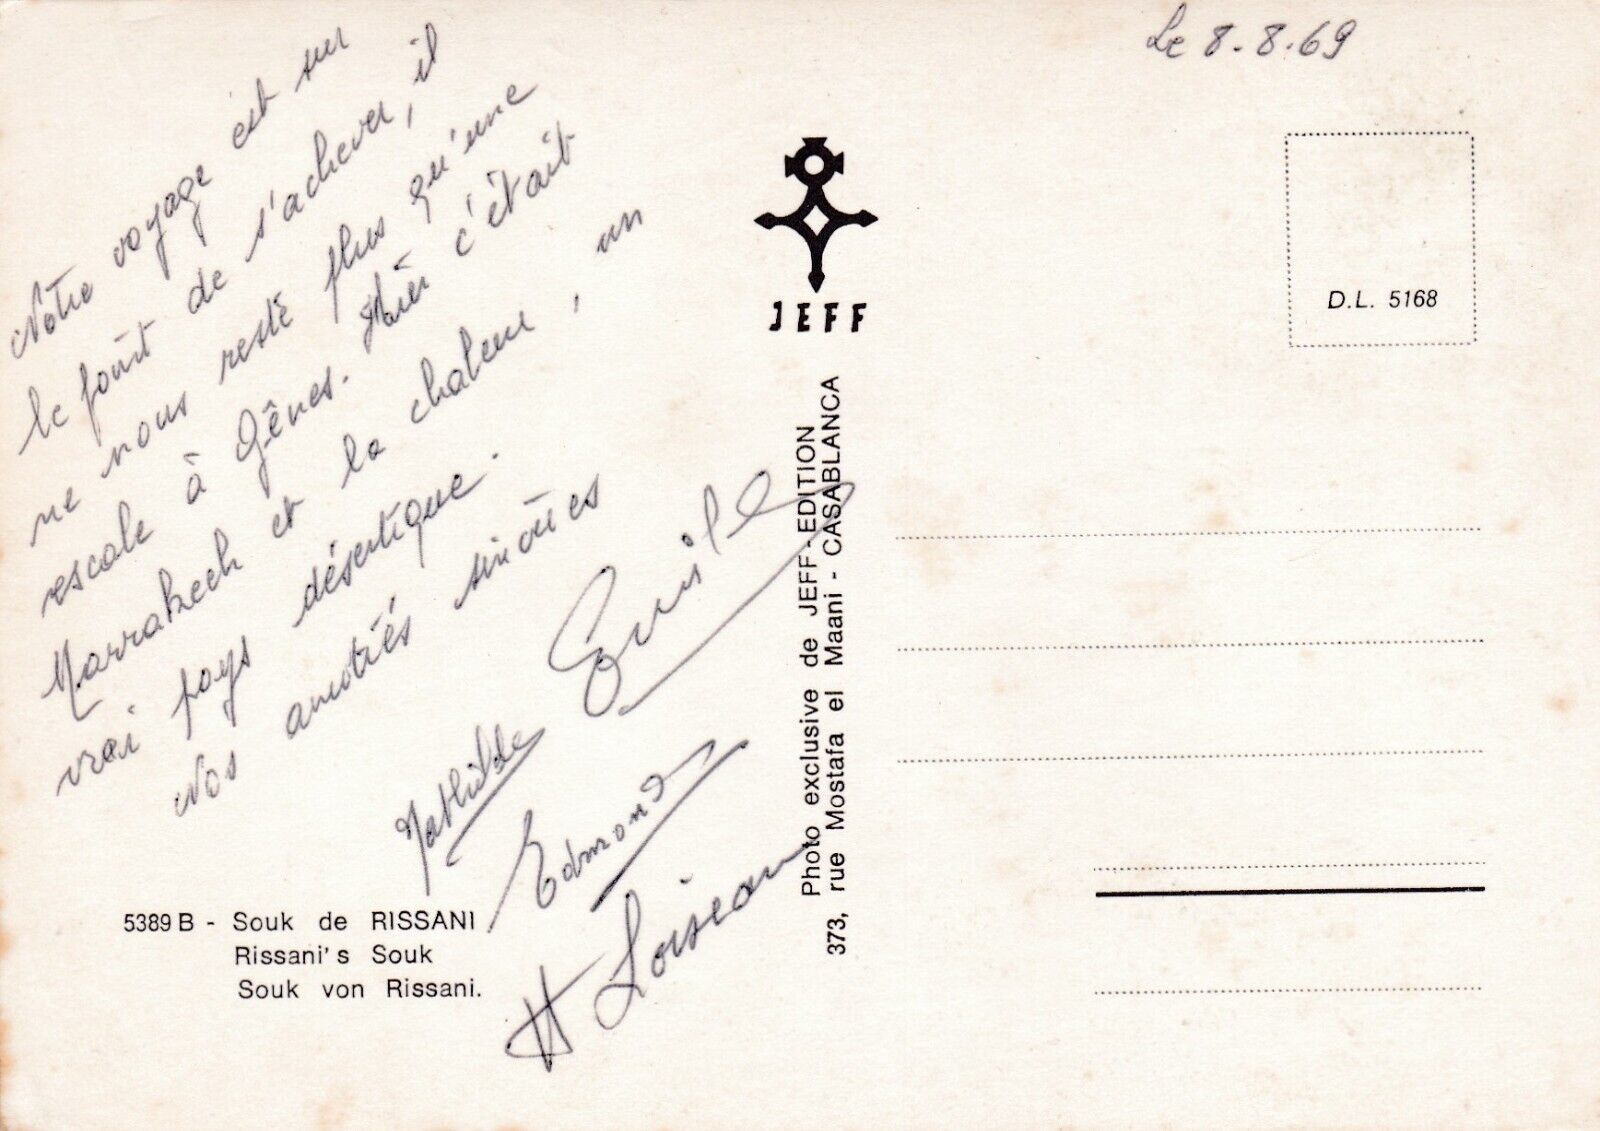 Le 8.8.69
Notre voyage est sur
le point de s'achever, il
ne nous reste plus qu'une
escale à Gênes. Hier c'était
Marrakech et la chaleur, un
vrai pays désertique.
Nos amitiés sincères
Mathilde
Emile
Edmond
H Loiseau
5389 B - Souk de RISSANI
Rissani's Souk
Souk von Rissani.
JEFF
Photo exclusive de JEFF-EDITION
373, rue Mostafa el Maani - CASABLANCA
D.L. 5168